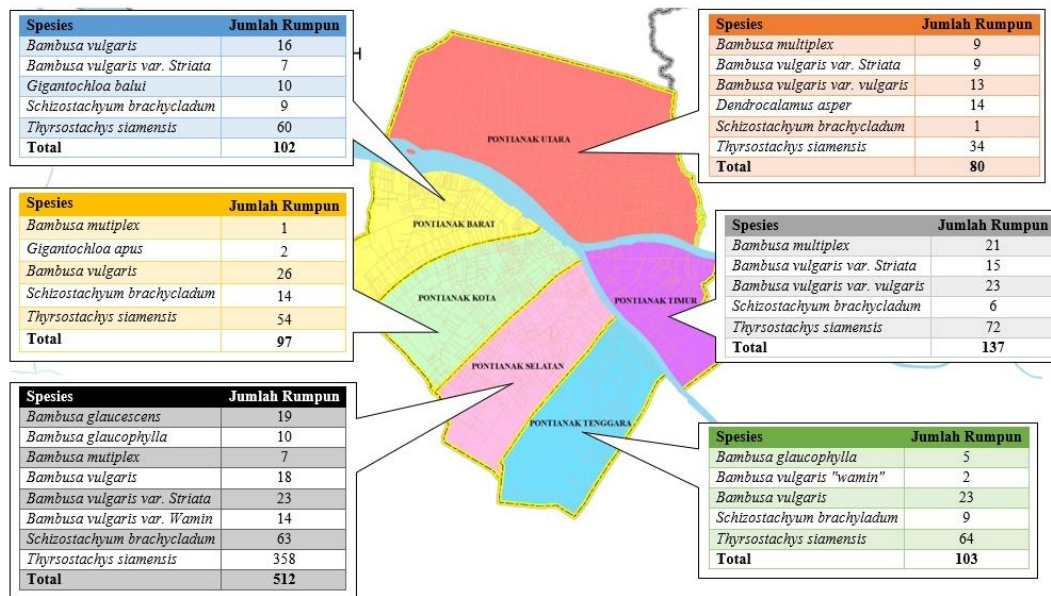 Spesies Jumlah Rumpun
Bambusa vulgaris 16
Bambusa vulgaris var. Striata 7
Gigantochloa balui 10
Schizostachyum brachycladum 9
Thyrsostachys siamensis 60
Total 102
Spesies Jumlah Rumpun
Bambusa multiplex 9
Bambusa vulgaris var. Striata 9
Bambusa vulgaris var. vulgaris 13
Dendrocalamus asper 14
Schizostachyum brachycladum 1
Thyrsostachys siamensis 34
Total 80
Spesies Jumlah Rumpun
Bambusa mutiplex 1
Gigantochloa apus 2
Bambusa vulgaris 26
Schizostachyum brachycladum 14
Thyrsostachys siamensis 54
Total 97
Spesies Jumlah Rumpun
Bambusa multiplex 21
Bambusa vulgaris var. Striata 15
Bambusa vulgaris var. vulgaris 23
Schizostachyum brachycladum 6
Thyrsostachys siamensis 72
Total 137
Spesies Jumlah Rumpun
Bambusa glaucescens 19
Bambusa glaucophylla 10
Bambusa mutiplex 7
Bambusa vulgaris 18
Bambusa vulgaris var. Striata 23
Bambusa vulgaris var. Wamin 14
Schizostachyum brachycladum 63
Thyrsostachys siamensis 358
Total 512
Spesies Jumlah Rumpun
Bambusa glaucophylla 5
Bambusa vulgaris "wamin" 2
Bambusa vulgaris 23
Schizostachyum brachyladum 9
Thyrsostachys siamensis 64
Total 103
PONTIANAK UTARA
PONTIANAK BARAT
PONTIANAK KOTA
PONTIANAK TIMUR
PONTIANAK SELATAN
PONTIANAK TENGGARA